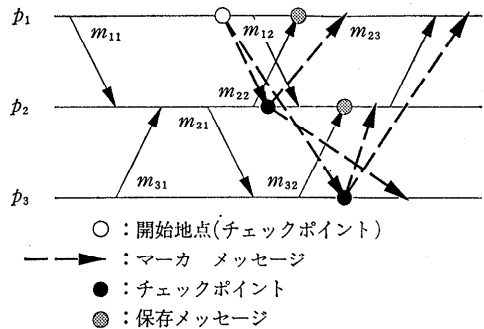 p₁
m₁₁
m₁₂
m₂₃
m₂₂
p₂
m₂₁
m₃₁
m₃₂
p₃
○：開始地点(チェックポイント)
：マーカ メッセージ
●：チェックポイント
：保存メッセージ